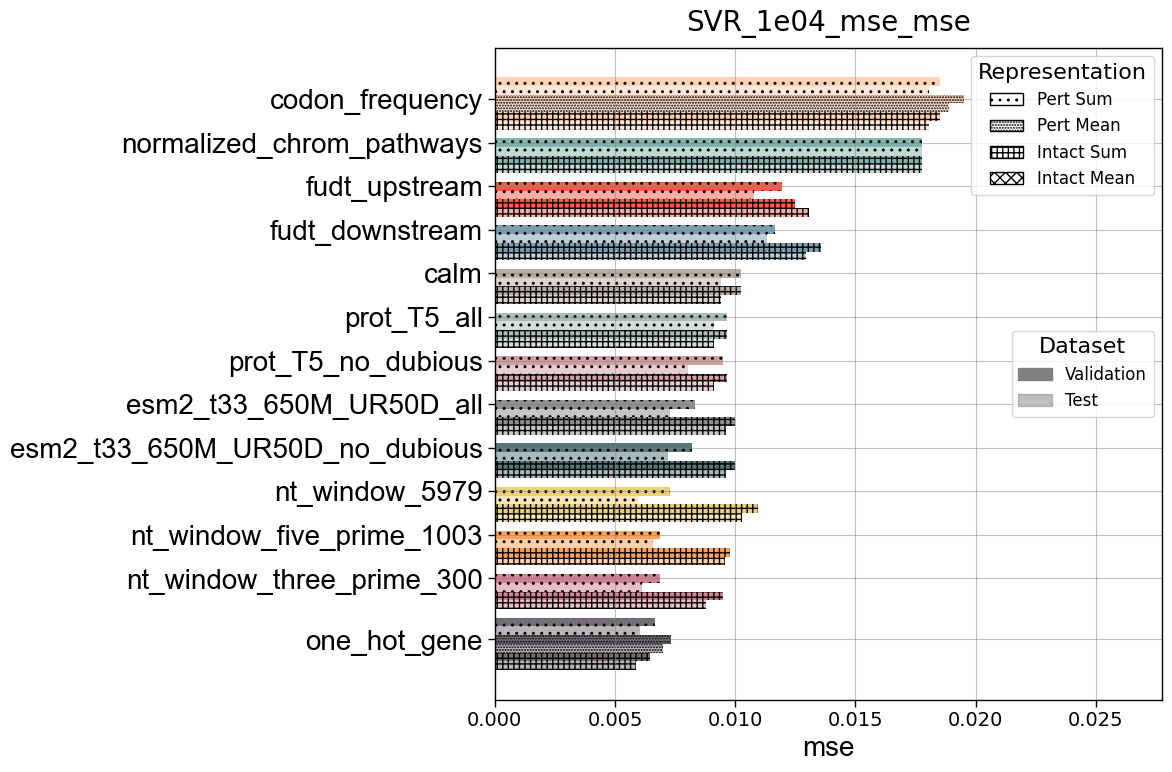 SVR_1e04_mse_mse
codon_frequency
normalized_chrom_pathways
fudt_upstream
fudt_downstream
calm
prot_T5_all
prot_T5_no_dubious
esm2_t33_650M_UR50D_all
esm2_t33_650M_UR50D_no_dubious
nt_window_5979
nt_window_five_prime_1003
nt_window_three_prime_300
one_hot_gene
Representation
Pert Sum
Pert Mean
Intact Sum
Intact Mean
Dataset
Validation
Test
0.000 0.005 0.010 0.015 0.020 0.025
mse